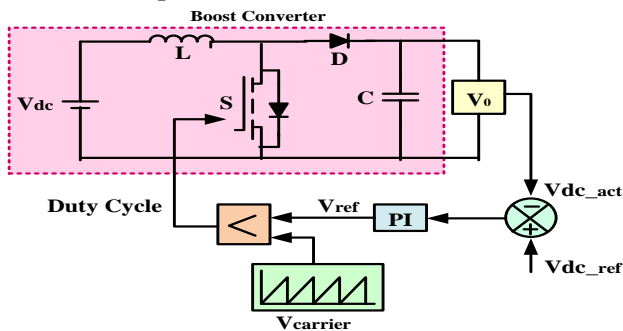 Boost Converter
L
D
Vdc
S
C
V0
Duty Cycle
<
Vref
PI
Vdc_act
Vdc_ref
Vcarrier